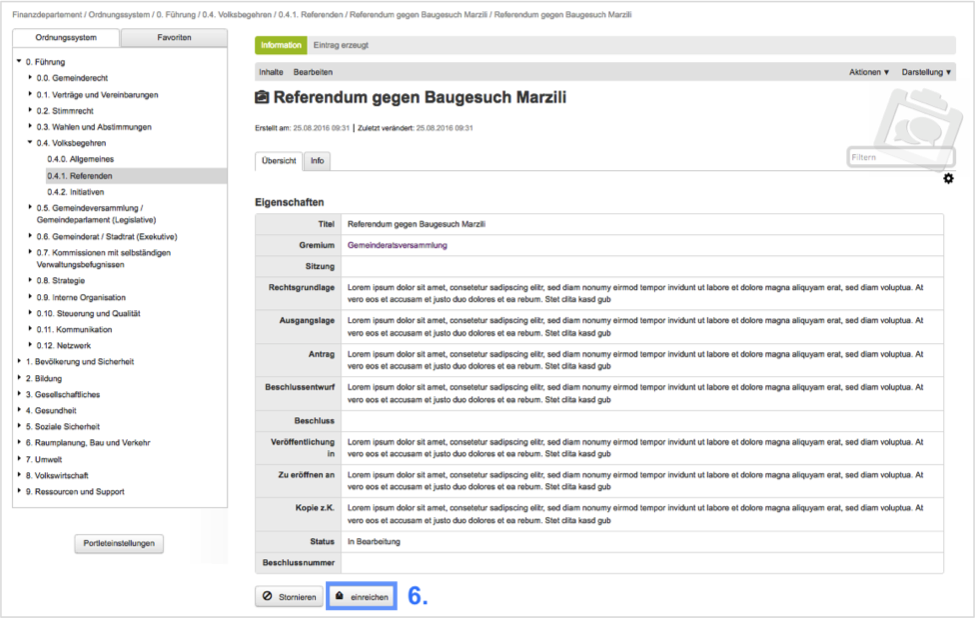 Finanzdepartement / Ordnungssystem / 0. Führung / 0.4. Volksbegehren / 0.4.1. Referenden / Referendum gegen Baugesuch Marzili / Referendum gegen Baugesuch Marzili
Ordnungssystem
Favoriten
0. Führung
0.0. Gemeinderecht
0.1. Verträge und Vereinbarungen
0.2. Stimmrecht
0.3. Wahlen und Abstimmungen
0.4. Volksbegehren
0.4.0. Allgemeines
0.4.1. Referenden
0.4.2. Initiativen
0.5. Gemeindeversammlung /
Gemeindeparlament (Legislative)
0.6. Gemeinderat / Stadtrat (Exekutive)
0.7. Kommissionen mit selbständigen
Verwaltungsbefugnissen
0.8. Strategie
0.9. Interne Organisation
0.10. Steuerung und Qualität
0.11. Kommunikation
0.12. Netzwerk
1. Bevölkerung und Sicherheit
2. Bildung
3. Gesellschaftliches
4. Gesundheit
5. Soziale Sicherheit
6. Raumplanung, Bau und Verkehr
7. Umwelt
8. Volkswirtschaft
9. Ressourcen und Support
Portleteinstellungen
Information Eintrag erzeugt
Inhalte Bearbeiten Aktionen ▼ Darstellung ▼
Referendum gegen Baugesuch Marzili
Erstellt am: 25.08.2016 09:31 | Zuletzt verändert: 25.08.2016 09:31
Filtern
Übersicht Info
Eigenschaften
Titel Referendum gegen Baugesuch Marzili
Gremium Gemeinderatsversammlung
Sitzung
Rechtsgrundlage Lorem ipsum dolor sit amet, consetetur sadipscing elitr, sed diam nonumy eirmod tempor invidunt ut labore et dolore magna aliquyam erat, sed diam voluptua. At
vero eos et accusam et justo duo dolores et ea rebum. Stet clita kasd gub
Ausgangslage Lorem ipsum dolor sit amet, consetetur sadipscing elitr, sed diam nonumy eirmod tempor invidunt ut labore et dolore magna aliquyam erat, sed diam voluptua. At
vero eos et accusam et justo duo dolores et ea rebum. Stet clita kasd gub
Antrag Lorem ipsum dolor sit amet, consetetur sadipscing elitr, sed diam nonumy eirmod tempor invidunt ut labore et dolore magna aliquyam erat, sed diam voluptua. At
vero eos et accusam et justo duo dolores et ea rebum. Stet clita kasd gub
Beschlussentwurf Lorem ipsum dolor sit amet, consetetur sadipscing elitr, sed diam nonumy eirmod tempor invidunt ut labore et dolore magna aliquyam erat, sed diam voluptua. At
vero eos et accusam et justo duo dolores et ea rebum. Stet clita kasd gub
Beschluss
Veröffentlichung Lorem ipsum dolor sit amet, consetetur sadipscing elitr, sed diam nonumy eirmod tempor invidunt ut labore et dolore magna aliquyam erat, sed diam voluptua. At
in vero eos et accusam et justo duo dolores et ea rebum. Stet clita kasd gub
Zu eröffnen an Lorem ipsum dolor sit amet, consetetur sadipscing elitr, sed diam nonumy eirmod tempor invidunt ut labore et dolore magna aliquyam erat, sed diam voluptua. At
vero eos et accusam et justo duo dolores et ea rebum. Stet clita kasd gub
Kopie z.K. Lorem ipsum dolor sit amet, consetetur sadipscing elitr, sed diam nonumy eirmod tempor invidunt ut labore et dolore magna aliquyam erat, sed diam voluptua. At
vero eos et accusam et justo duo dolores et ea rebum. Stet clita kasd gub
Status In Bearbeitung
Beschlussnummer
Stornieren einreichen 6.